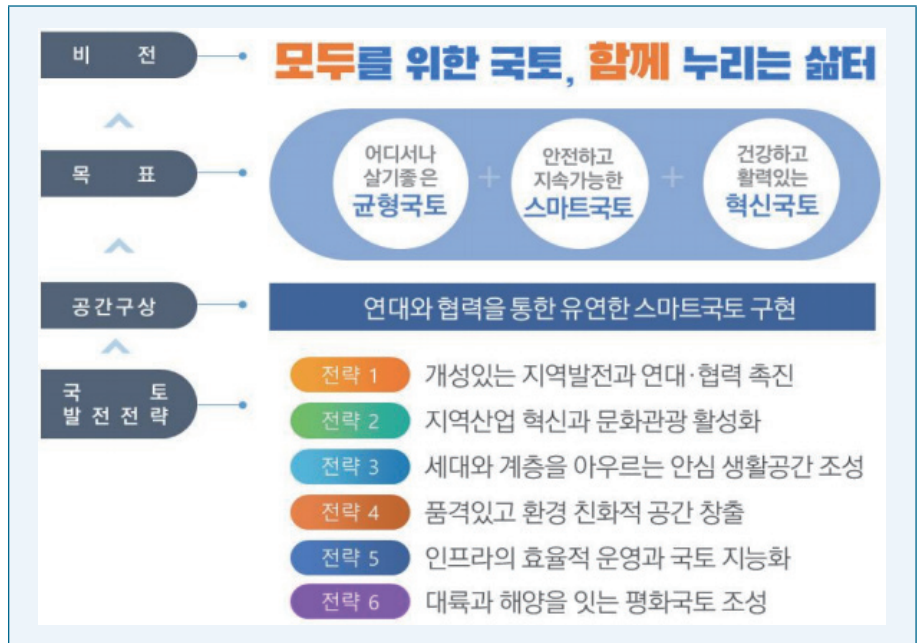 비 전
모두를 위한 국토, 함께 누리는 삶터
목 표
어디서나
살기좋은
균형국토
+
안전하고
지속가능한
스마트국토
+
건강하고
활력있는
혁신국토
공간구상
연대와 협력을 통한 유연한 스마트국토 구현
국 토
발전전략
전략 1 개성있는 지역발전과 연대·협력 촉진
전략 2 지역산업 혁신과 문화관광 활성화
전략 3 세대와 계층을 아우르는 안심 생활공간 조성
전략 4 품격있고 환경 친화적 공간 창출
전략 5 인프라의 효율적 운영과 국토 지능화
전략 6 대륙과 해양을 잇는 평화국토 조성